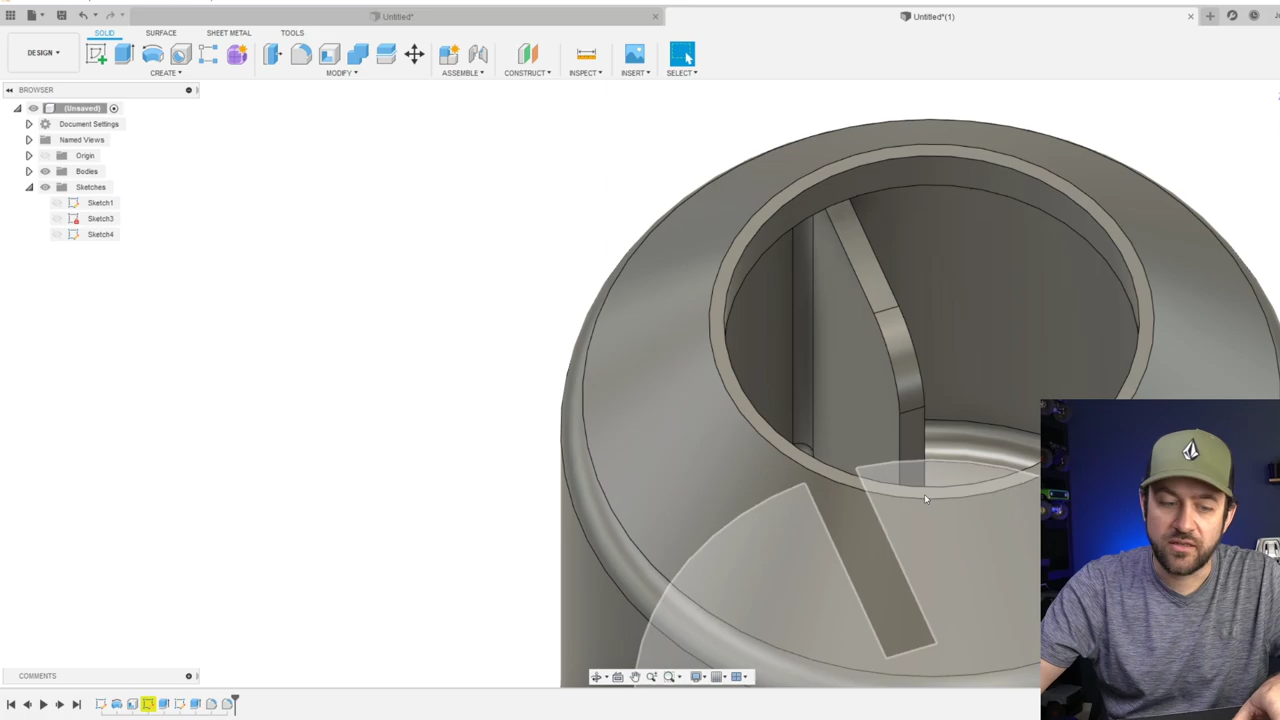 Untitled*
Untitled*(1)
DESIGN
SOLID
SURFACE
SHEET METAL
TOOLS
CREATE
MODIFY
ASSEMBLE
CONSTRUCT
INSPECT
INSERT
SELECT
BROWSER
(Unsaved)
Document Settings
Named Views
Origin
Bodies
Sketches
Sketch1
Sketch3
Sketch4
COMMENTS